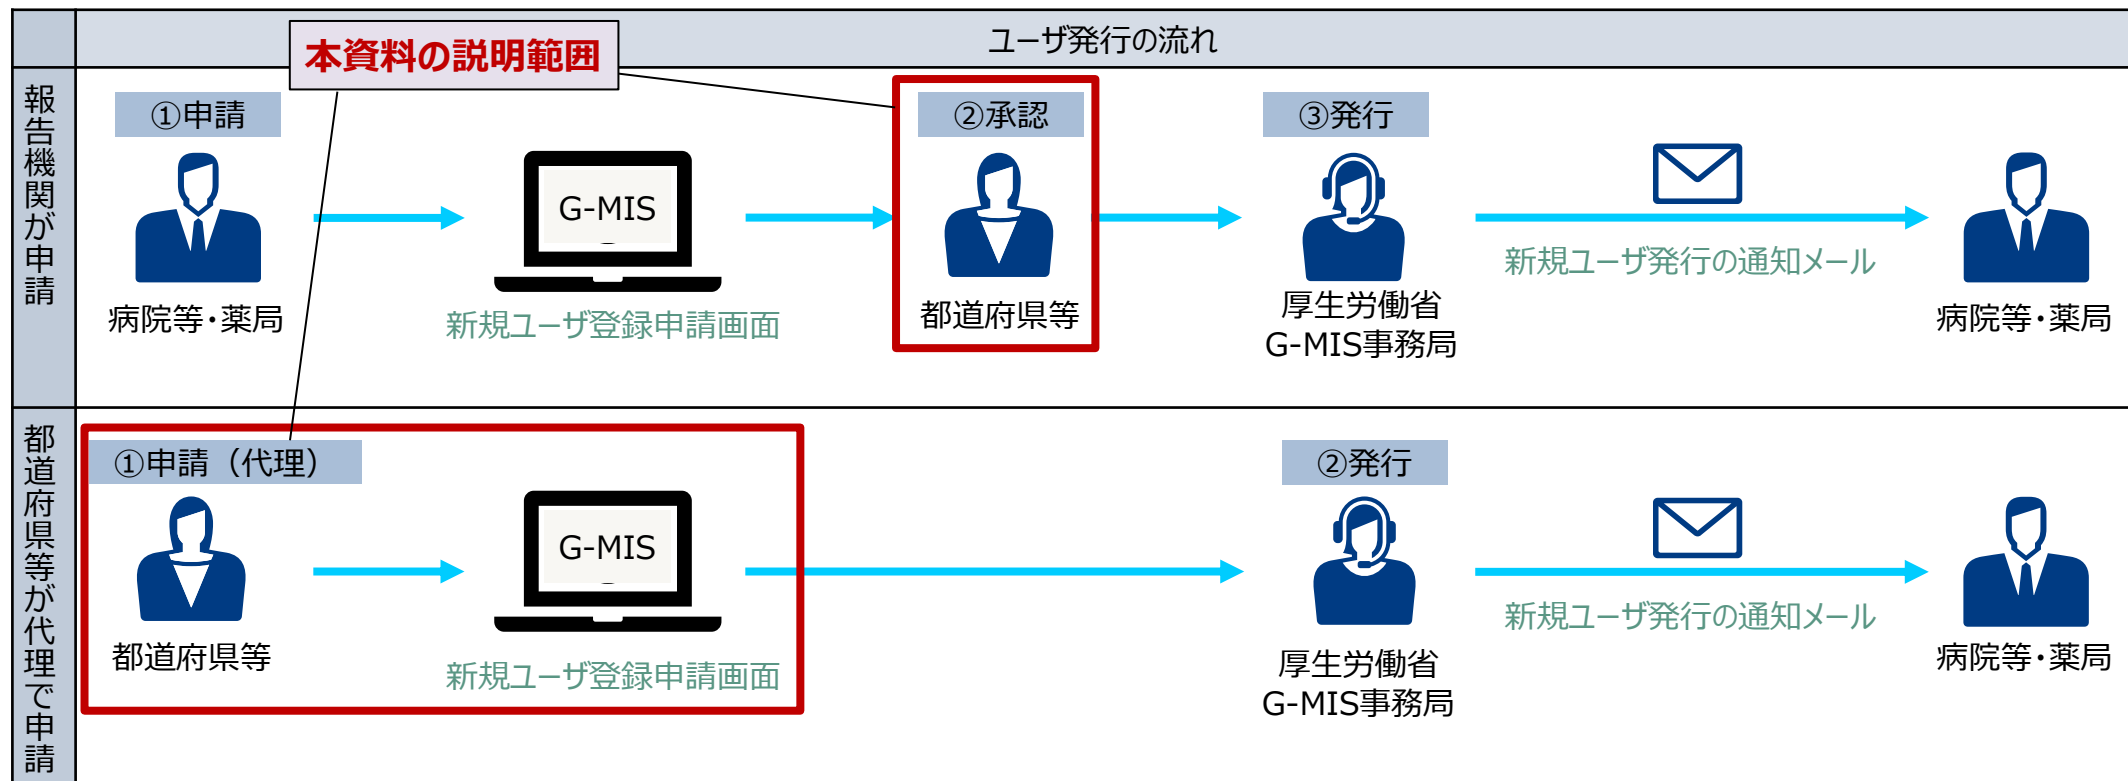 ユーザ発行の流れ
本資料の説明範囲
報告機関が申請
①申請
②承認
③発行
G-MIS
新規ユーザ発行の通知メール
病院等・薬局
新規ユーザ登録申請画面
都道府県等
厚生労働省
G-MIS事務局
病院等・薬局
都道府県等が代理で申請
①申請（代理）
②発行
G-MIS
新規ユーザ発行の通知メール
都道府県等
新規ユーザ登録申請画面
厚生労働省
G-MIS事務局
病院等・薬局